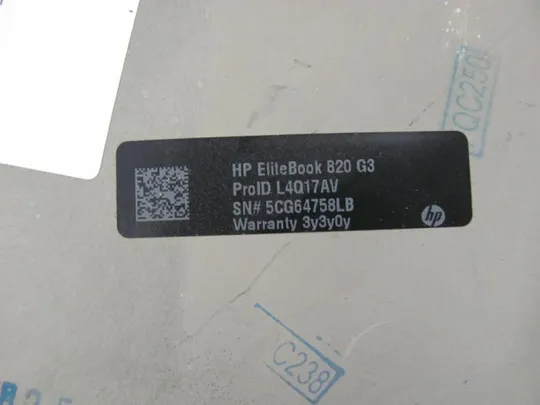 QC250
HP EliteBook 820 G3
ProID L4Q17AV
SN# 5CG64758LB
Warranty 3y3y0y
hp
C238